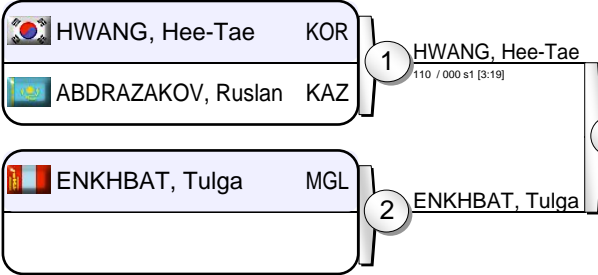 HWANG, Hee-Tae KOR
ABDRAZAKOV, Ruslan KAZ
1
HWANG, Hee-Tae
110 / 000 s1 [3:19]
ENKHBAT, Tulga MGL
2
ENKHBAT, Tulga